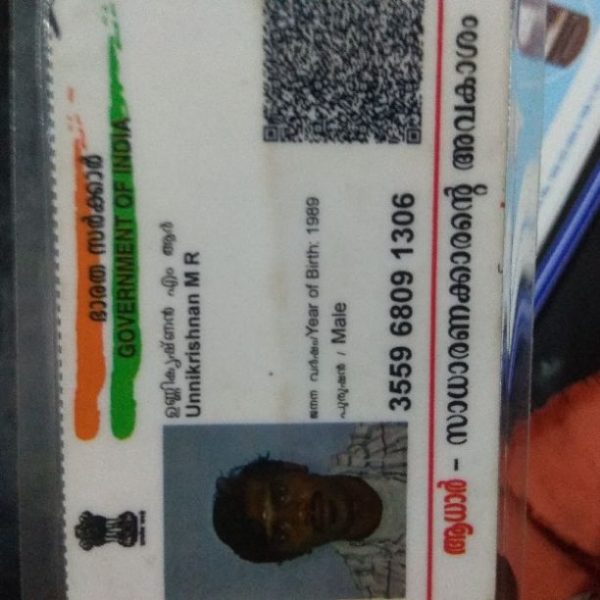 ഭാരത സർക്കാർ
GOVERNMENT OF INDIA
ഉണ്ണികൃഷ്ണൻ എം ആർ
Unnikrishnan M R
ജനന വർഷം/Year of Birth: 1989
പുരുഷൻ / Male
3559 6809 1306
ആധാർ – സാധാരണക്കാരന്റെ അവകാശം